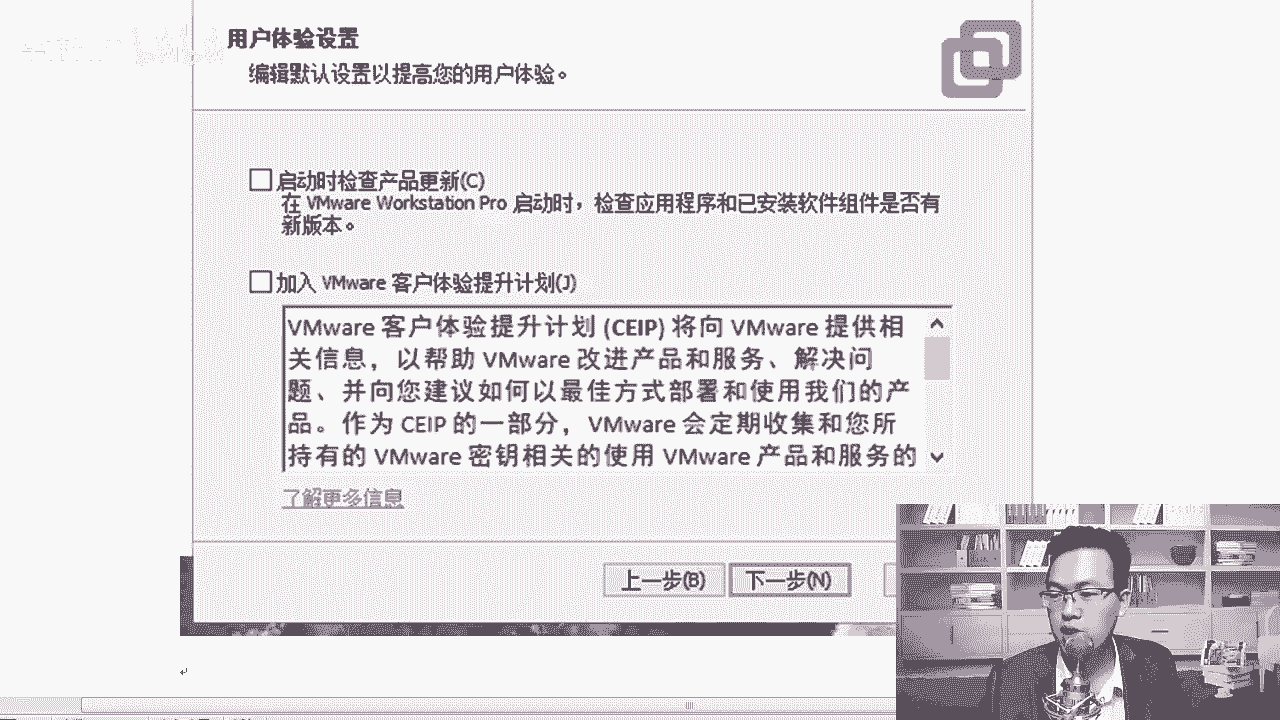 用户体验设置
编辑默认设置以提高您的用户体验。
启动时检查产品更新(C)
在 VMware Workstation Pro 启动时，检查应用程序和已安装软件组件是否有
新版本。
加入 VMware 客户体验提升计划(J)
VMware 客户体验提升计划 (CEIP) 将向 VMware 提供相
关信息，以帮助 VMware 改进产品和服务、解决问
题、并向您建议如何以最佳方式部署和使用我们的产
品。作为 CEIP 的一部分，VMware 会定期收集和您所
持有的 VMware 密钥相关的使用 VMware 产品和服务的
了解更多信息
上一步(B) 下一步(N)